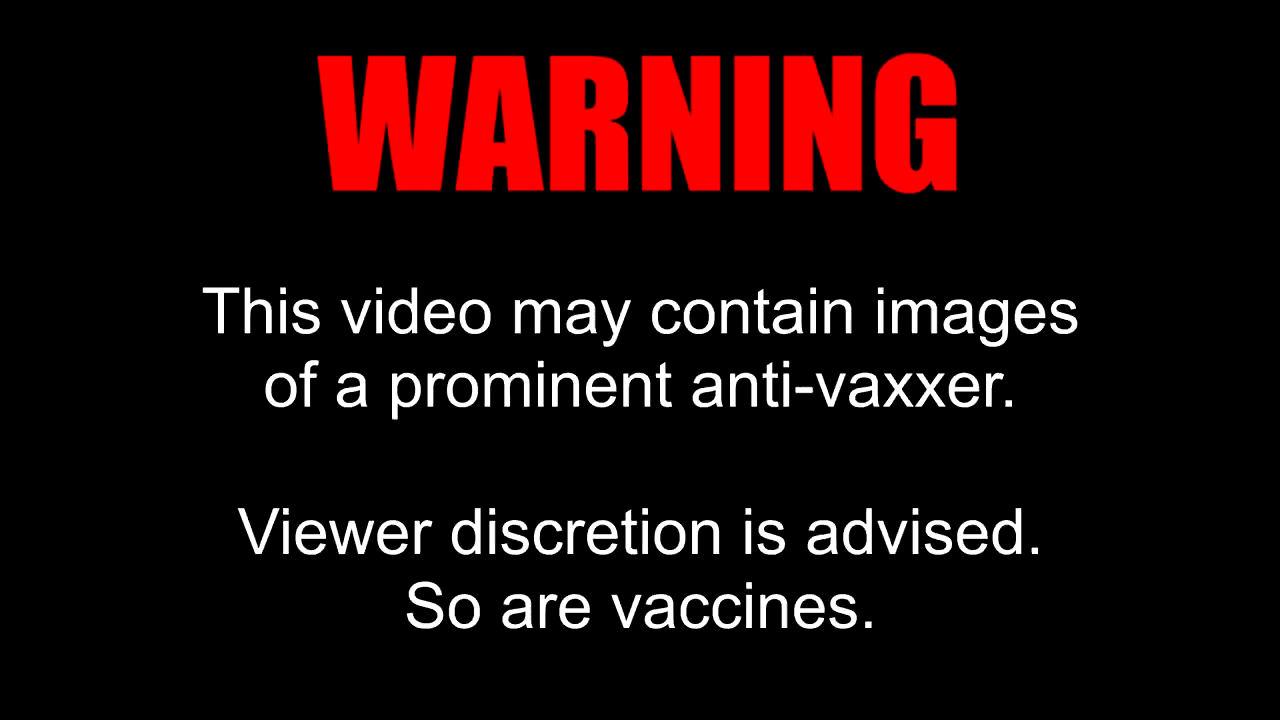 WARNING
This video may contain images
of a prominent anti-vaxxer.
Viewer discretion is advised.
So are vaccines.